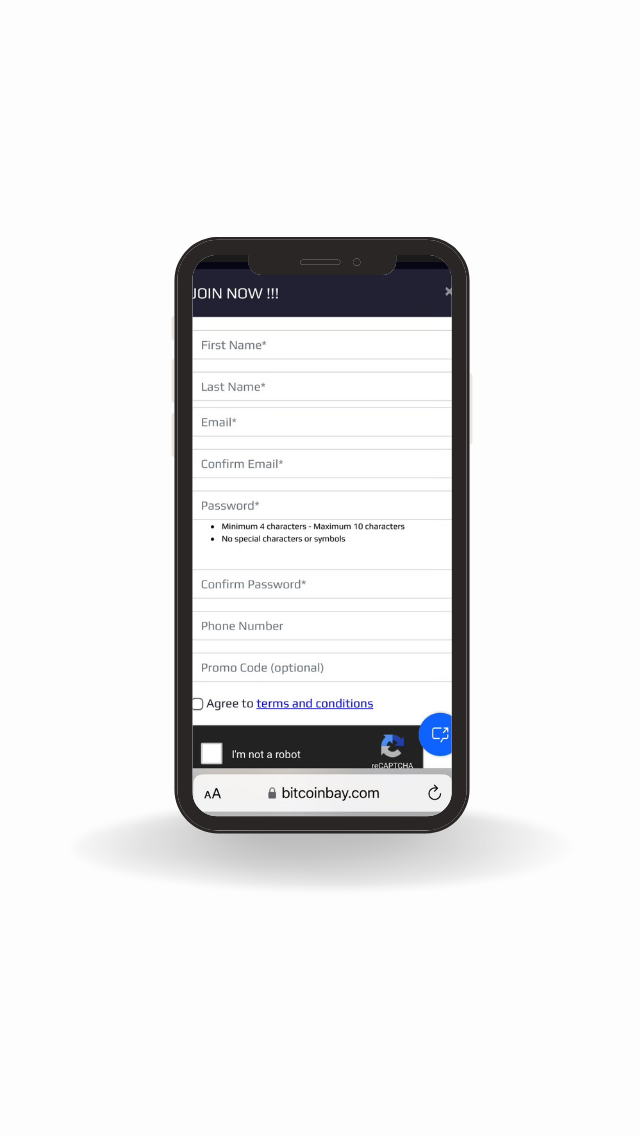 JOIN NOW !!!
×
First Name*
Last Name*
Email*
Confirm Email*
Password*
• Minimum 4 characters - Maximum 10 characters
• No special characters or symbols
Confirm Password*
Phone Number
Promo Code (optional)
Agree to terms and conditions
I'm not a robot
reCAPTCHA
AA bitcoinbay.com